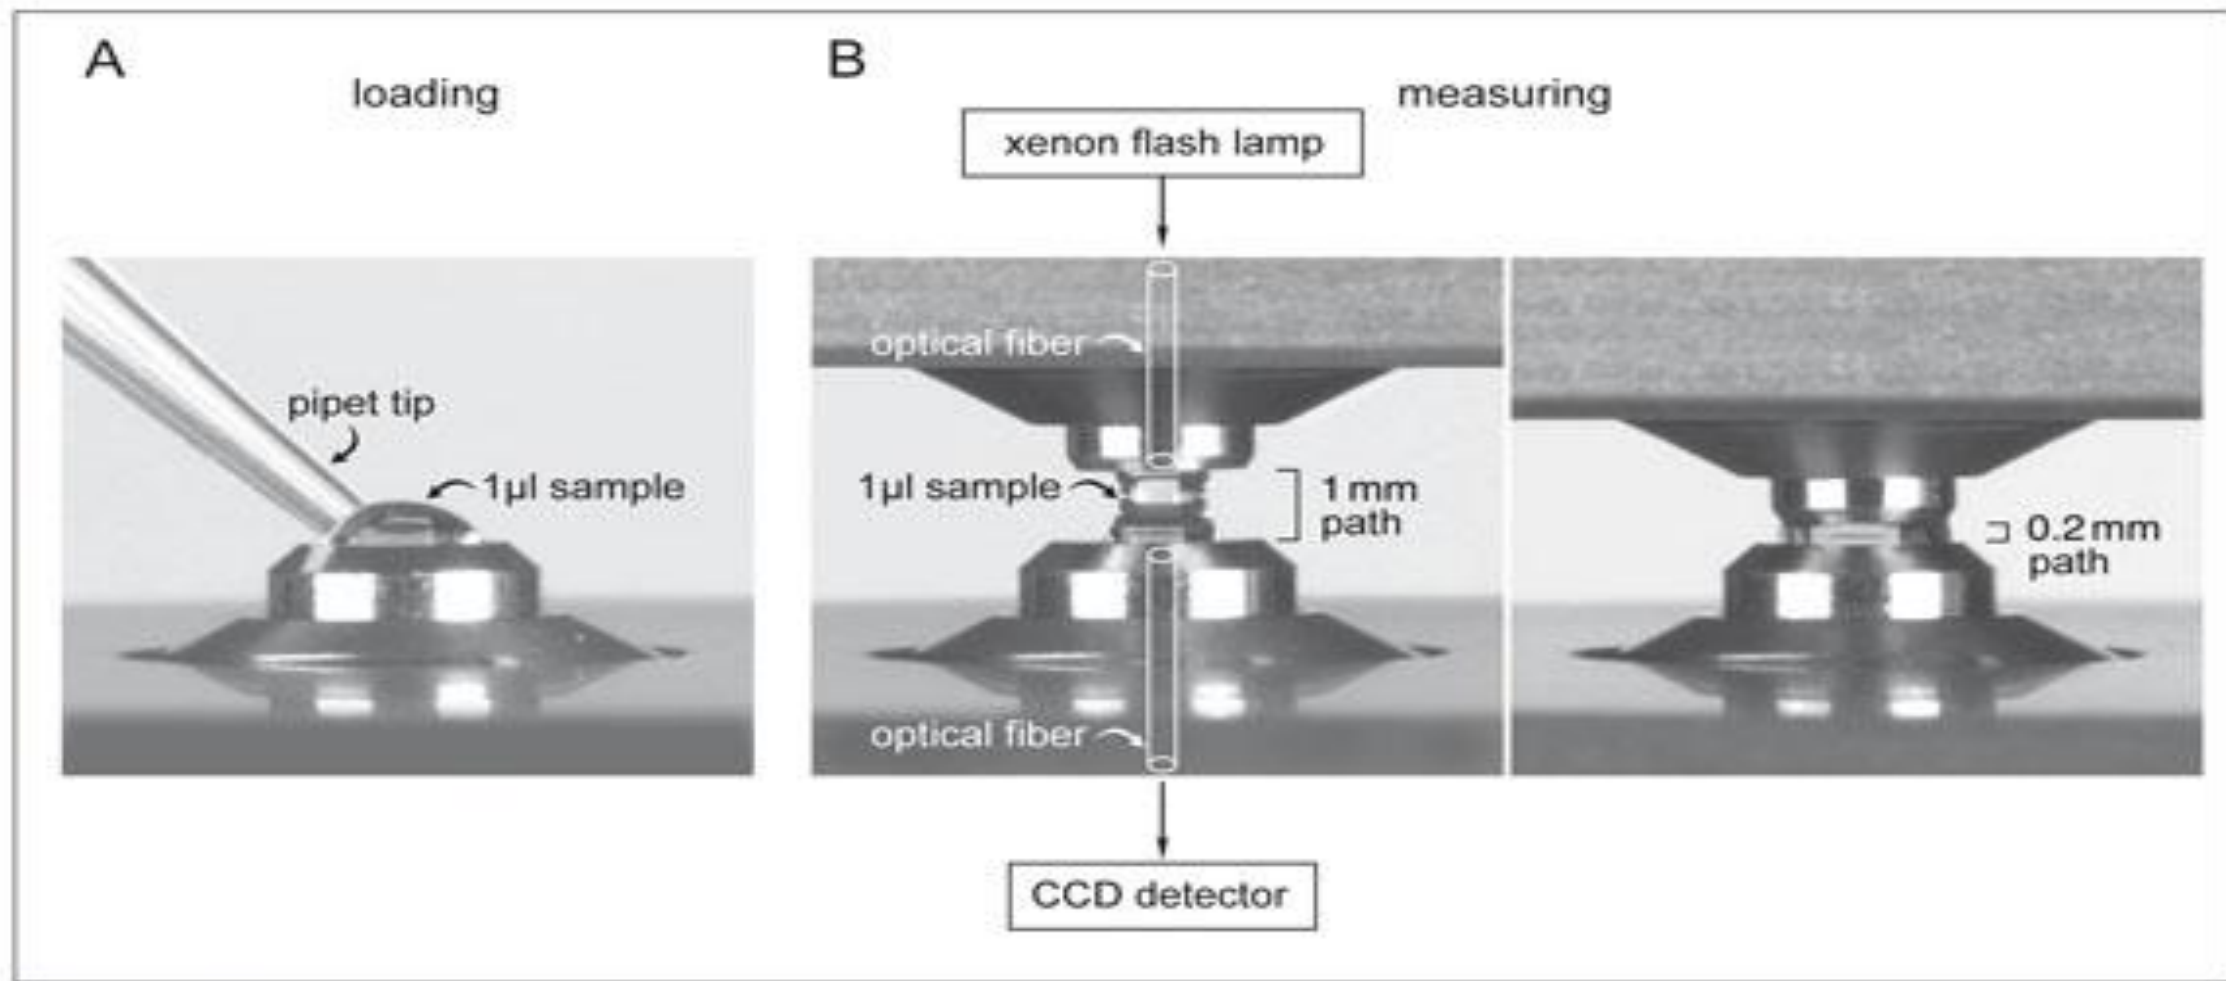 A
loading
pipet tip
1µl sample
B
measuring
xenon flash lamp
optical fiber
1µl sample
1 mm
path
optical fiber
CCD detector
0.2 mm
path